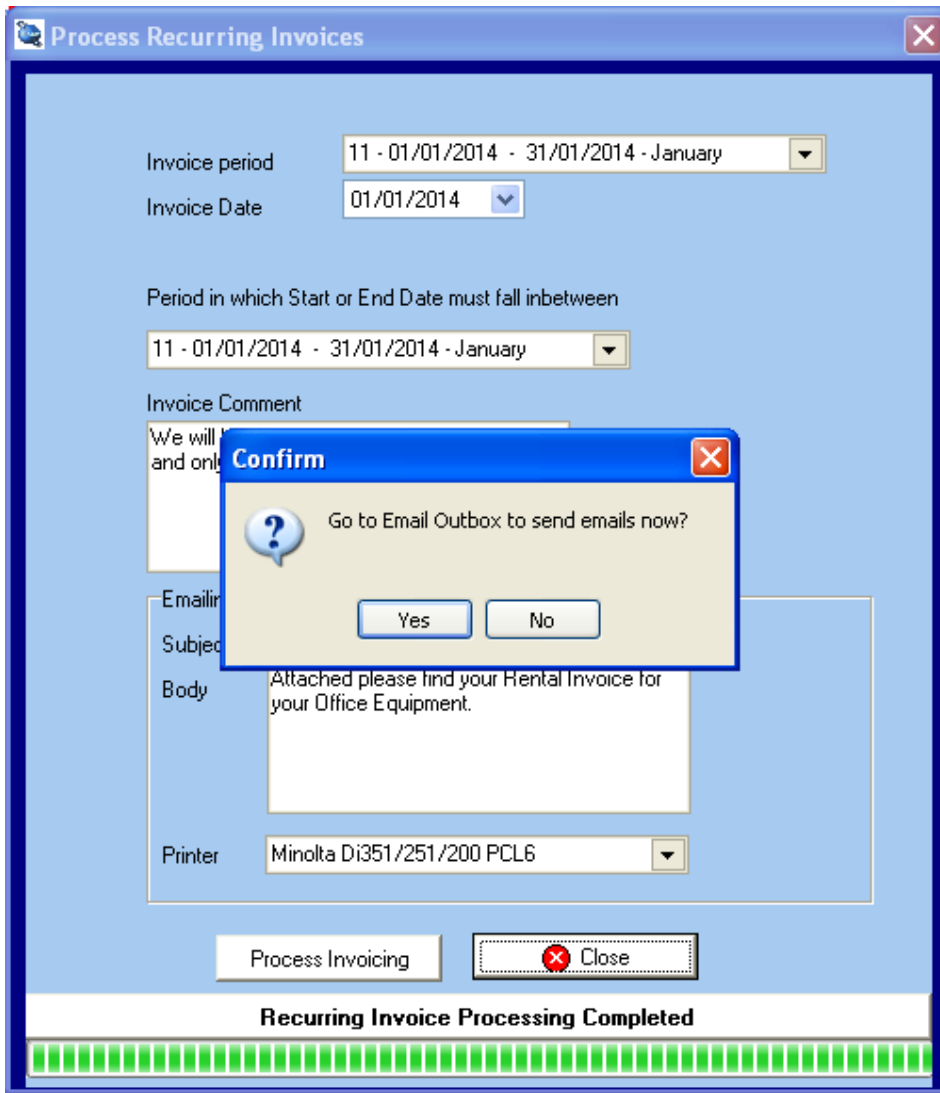 Process Recurring Invoices
Invoice period
11 - 01/01/2014 - 31/01/2014 - January
Invoice Date
01/01/2014
Period in which Start or End Date must fall inbetween
11 - 01/01/2014 - 31/01/2014 - January
Invoice Comment
We will
and only
Confirm
Go to Email Outbox to send emails now?
Yes No
Body
Attached please find your Rental Invoice for
your Office Equipment.
Printer
Minolta Di351/251/200 PCL6
Process Invoicing
Close
Recurring Invoice Processing Completed